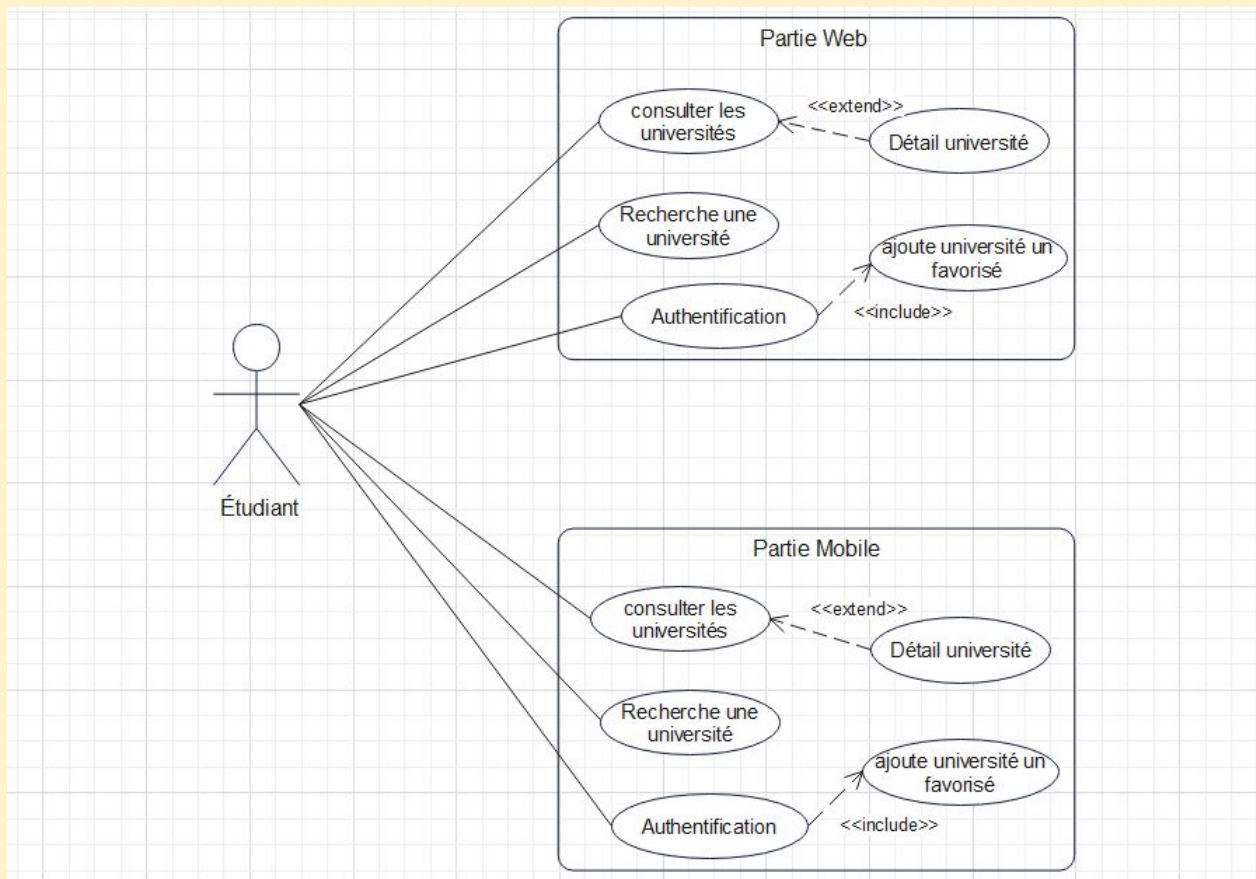 Partie Web
consulter les
universités
<<extend>>
Détail université
Recherche une
université
ajoute université un
favorisé
Authentification
<<include>>
Étudiant
Partie Mobile
consulter les
universités
<<extend>>
Détail université
Recherche une
université
ajoute université un
favorisé
Authentification
<<include>>